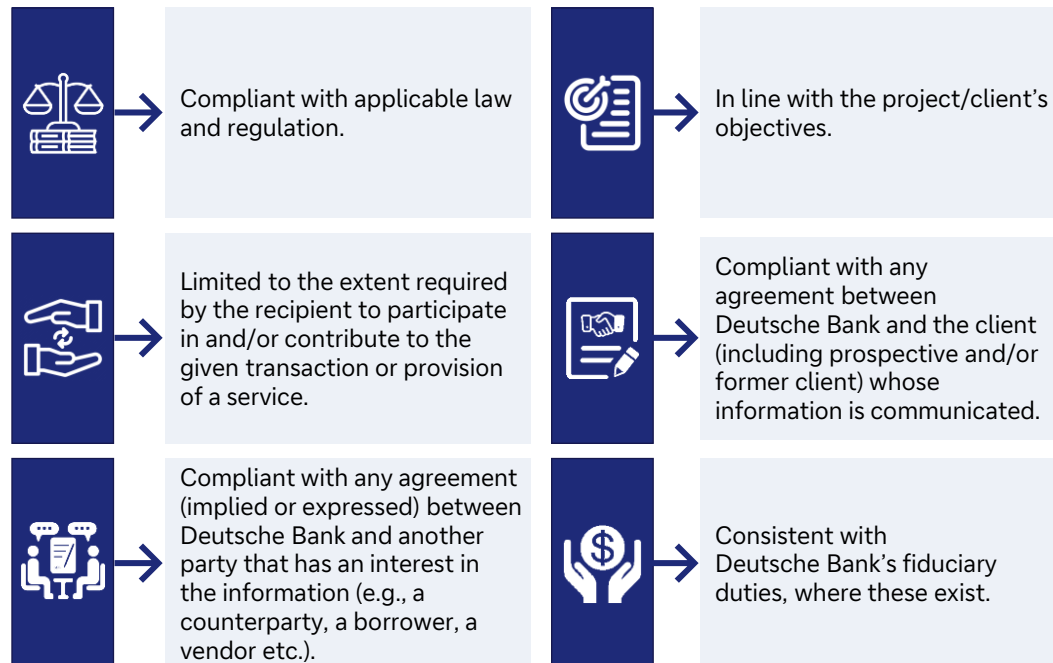 Compliant with applicable law
and regulation.
In line with the project/client’s
objectives.
Limited to the extent required
by the recipient to participate
in and/or contribute to the
given transaction or provision
of a service.
Compliant with any
agreement between
Deutsche Bank and the client
(including prospective and/or
former client) whose
information is communicated.
Compliant with any agreement
(implied or expressed) between
Deutsche Bank and another
party that has an interest in
the information (e.g., a
counterparty, a borrower, a
vendor etc.).
$
Consistent with
Deutsche Bank’s fiduciary
duties, where these exist.